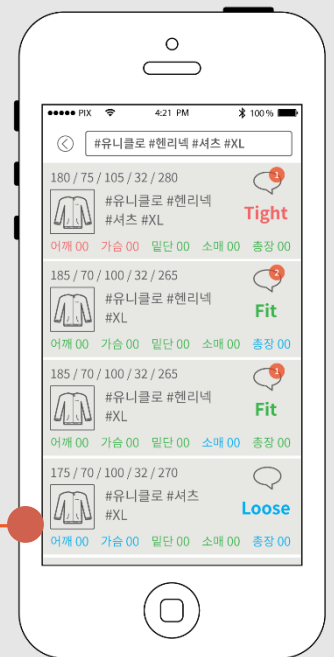 PIX 4:21 PM 100 %
#유니클로 #헨리넥 #셔츠 #XL
180 / 75 / 105 / 32 / 280
1
#유니클로 #헨리넥
#셔츠 #XL
Tight
어깨 00 가슴 00 밑단 00 소매 00 총장 00
185 / 70 / 100 / 32 / 265
2
#유니클로 #헨리넥
#XL
Fit
어깨 00 가슴 00 밑단 00 소매 00 총장 00
185 / 70 / 100 / 32 / 265
1
#유니클로 #헨리넥
#XL
Fit
어깨 00 가슴 00 밑단 00 소매 00 총장 00
175 / 70 / 100 / 32 / 270
#유니클로 #셔츠
#XL
Loose
어깨 00 가슴 00 밑단 00 소매 00 총장 00